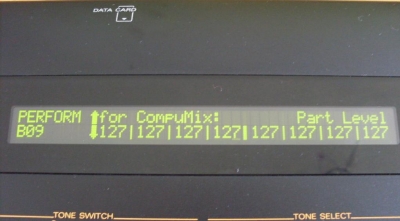 DATA CARD
PERFORM ⬆for CompuMix: Part Level
B09 ⬇127|127|127|127|127|127|127|127
TONE SWITCH TONE SELECT